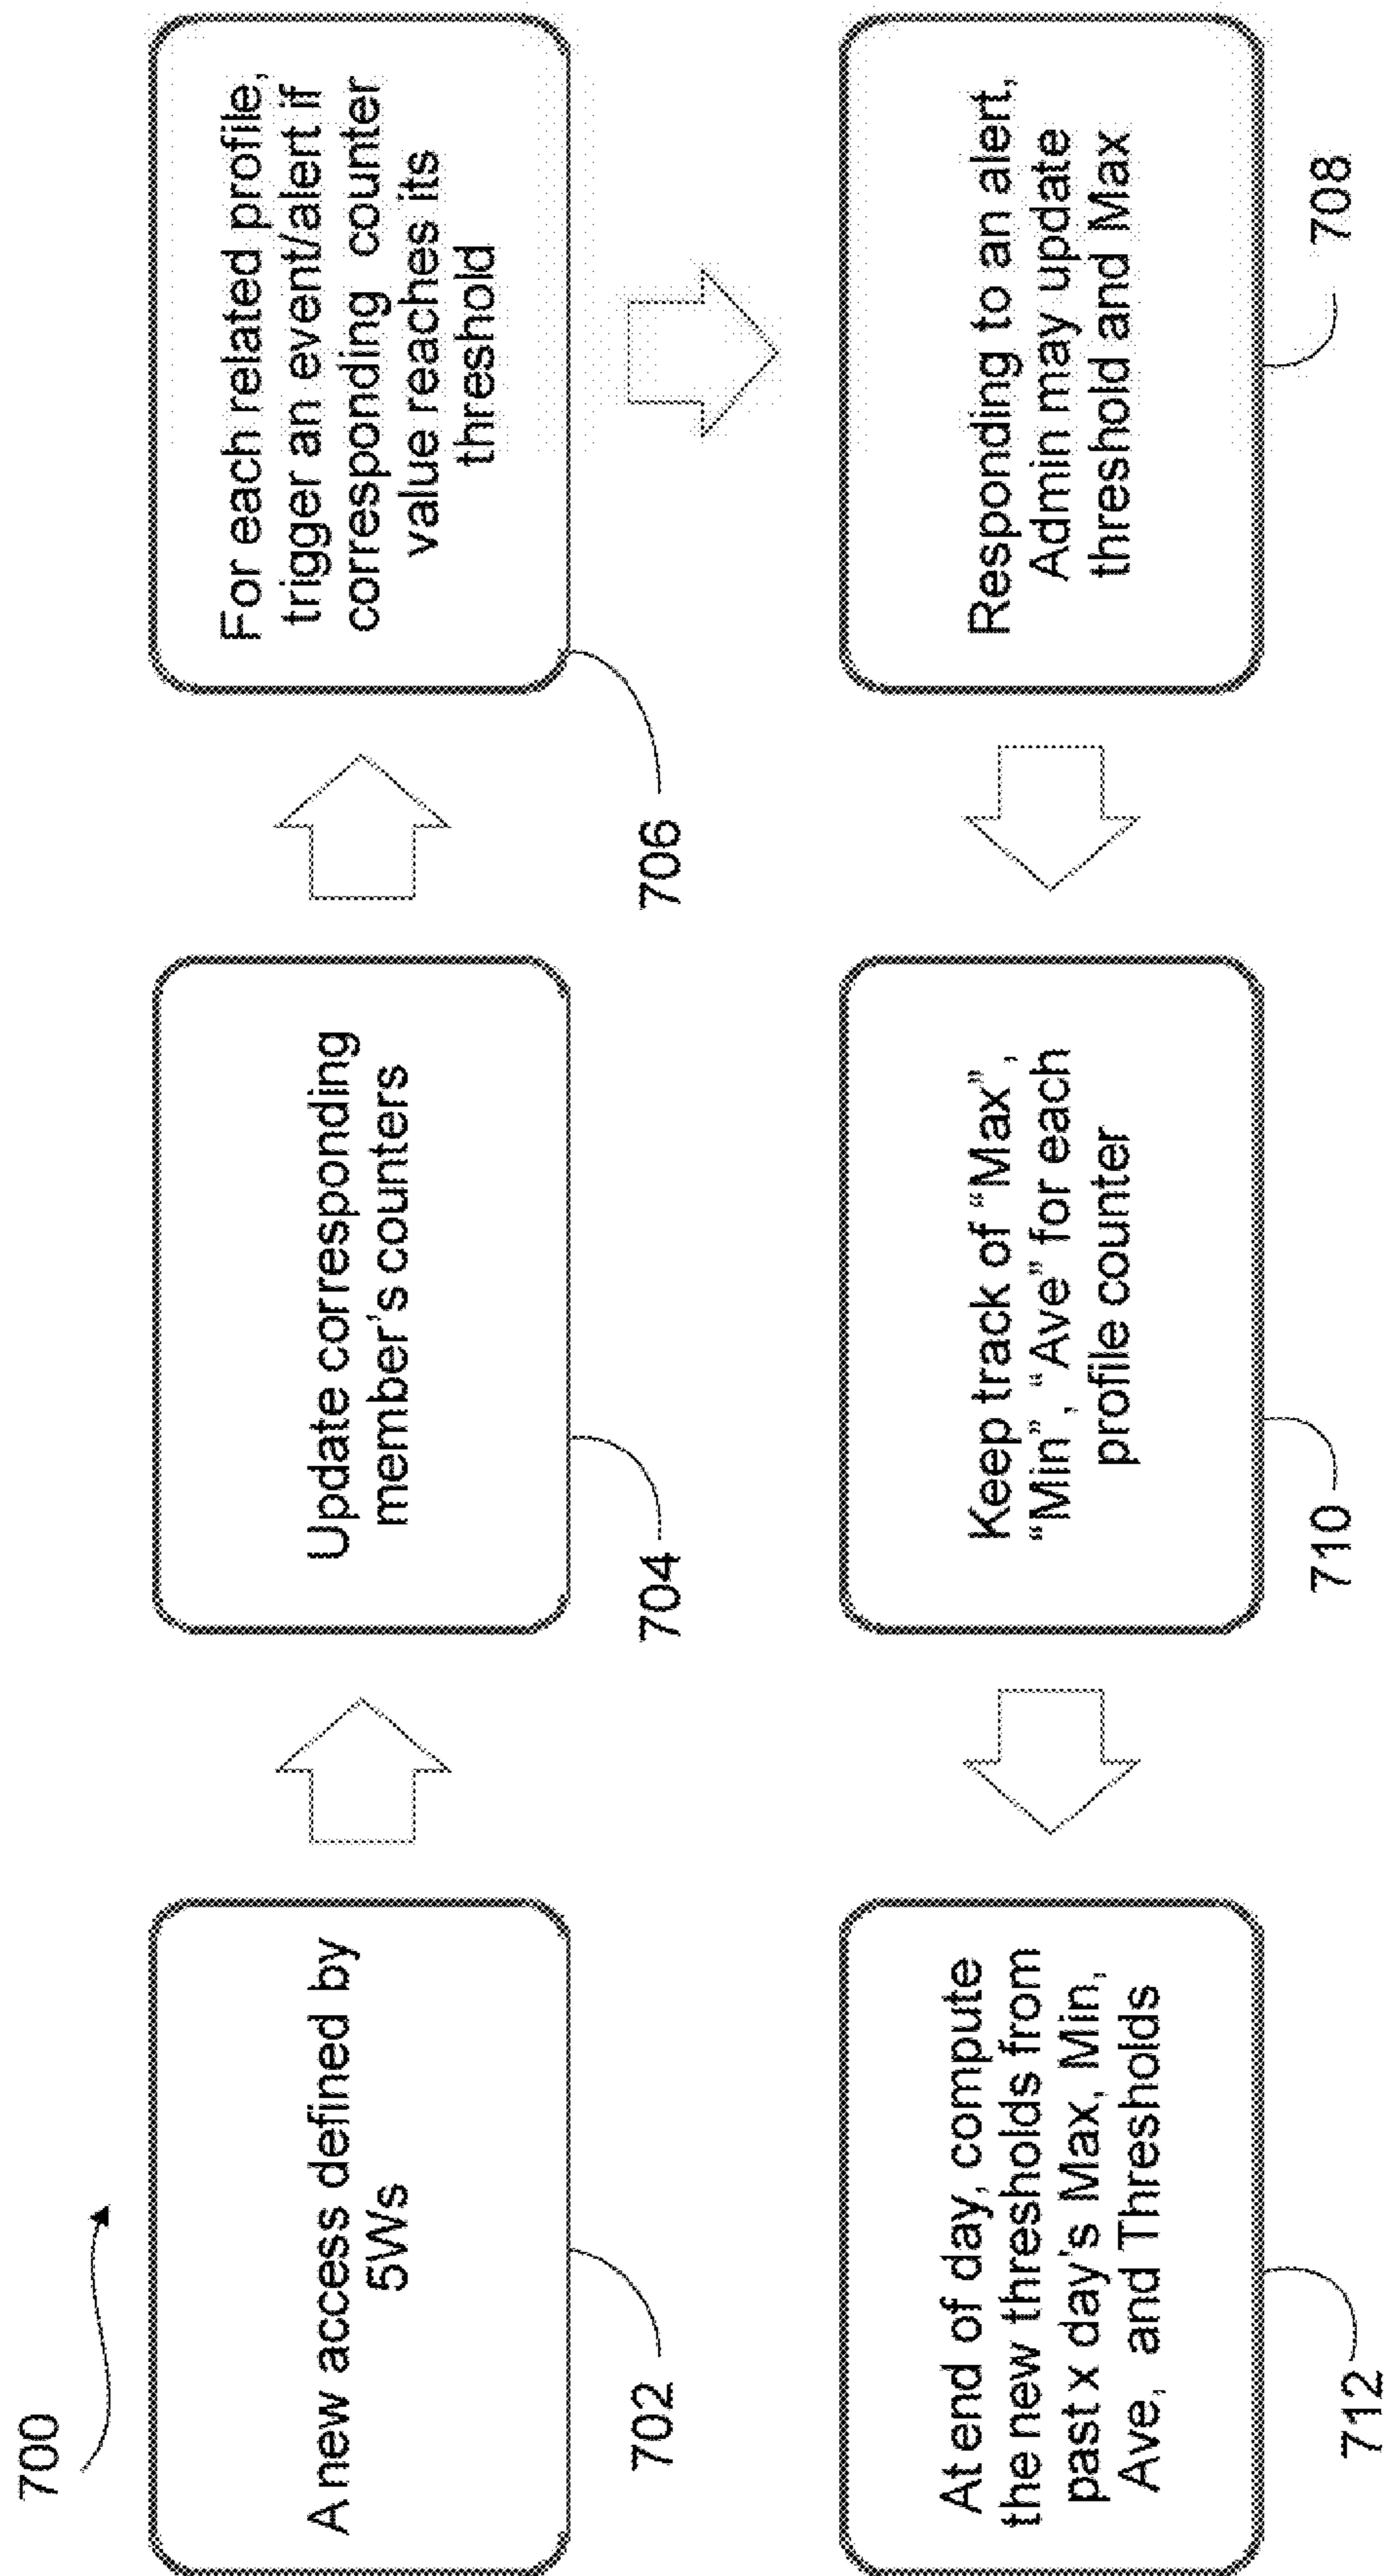 700
A new access defined by
5Ws
702
Update corresponding
member's counters
704
For each related profile,
trigger an event/alert if
corresponding counter
value reaches its
threshold
706
Responding to an alert,
Admin may update
threshold and Max
708
Keep track of “Max”,
“Min”, “Ave” for each
profile counter
710
At end of day, compute
the new thresholds from
past x day's Max, Min,
Ave, and Thresholds
712